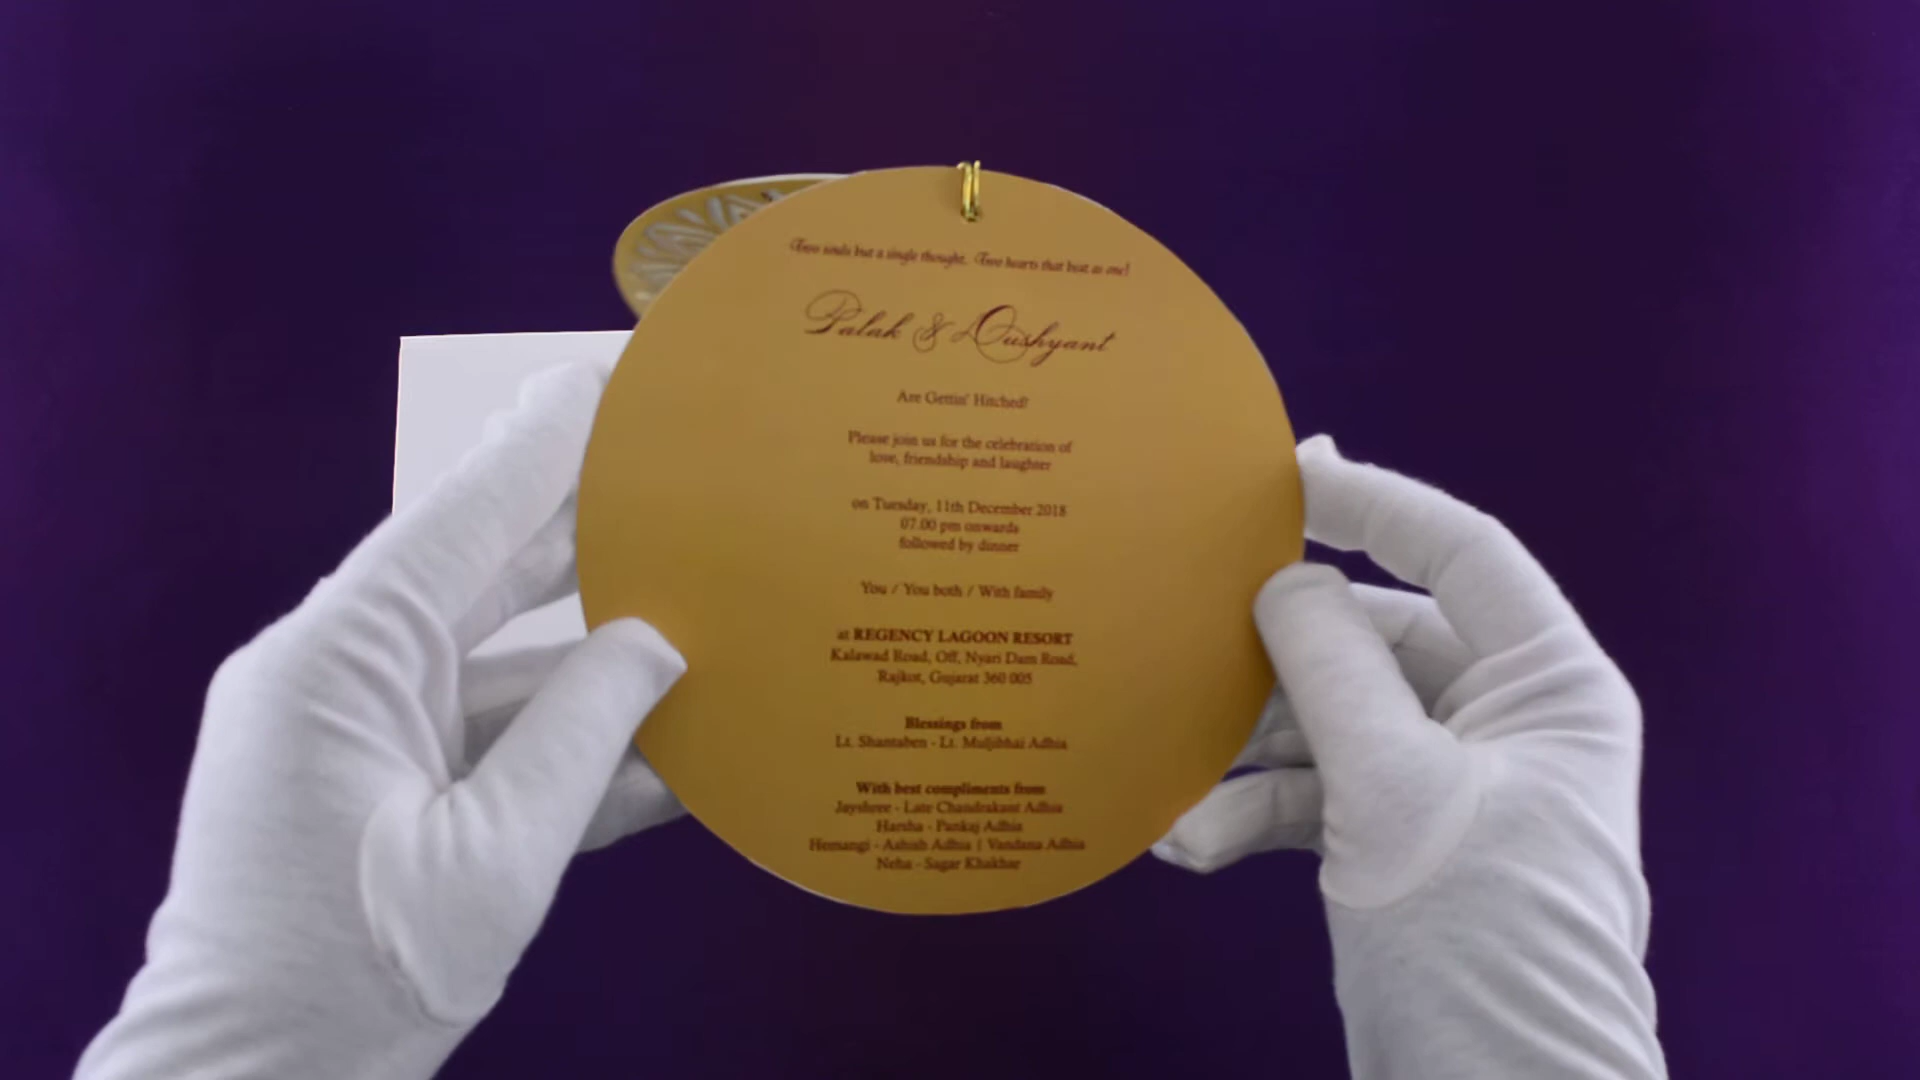 Two souls but a single thought, Two hearts that beat as one!
Palak & Dushyant
Are Gettin' Hitched!
Please join us for the celebration of
love, friendship and laughter
on Tuesday, 11th December 2018
07.00 pm onwards
followed by dinner
You / You both / With family
at REGENCY LAGOON RESORT
Kalawad Road, Off, Nyari Dam Road,
Rajkot, Gujarat 360 005
Blessings from
Lt. Shantaben - Lt. Muljibhai Adhia
With best compliments from
Jayshree - Late Chandrakant Adhia
Harsha - Pankaj Adhia
Hemangi - Ashish Adhia | Vandana Adhia
Neha - Sagar Khakhar